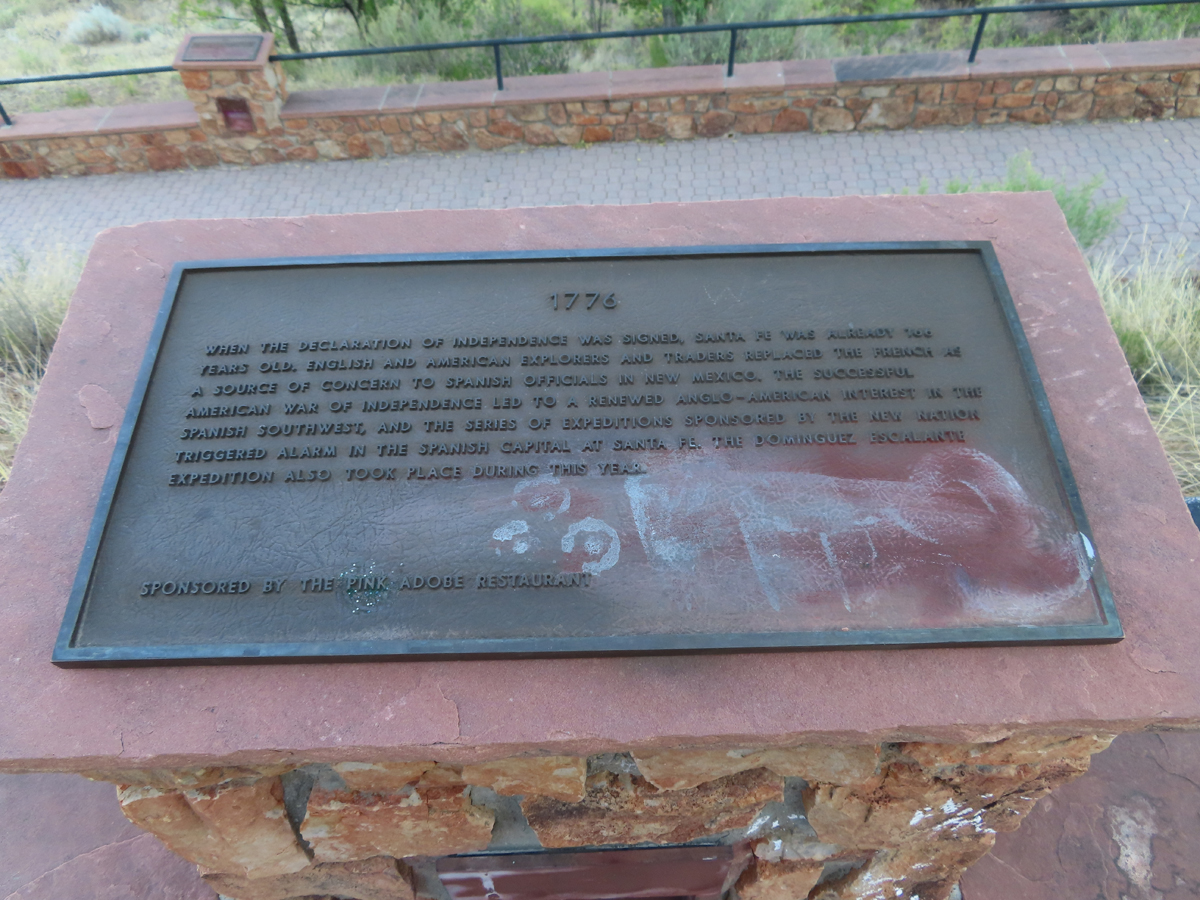 1776
WHEN THE DECLARATION OF INDEPENDENCE WAS SIGNED, SANTA FE WAS ALREADY 166
YEARS OLD. ENGLISH AND AMERICAN EXPLORERS AND TRADERS REPLACED THE FRENCH AS
A SOURCE OF CONCERN TO SPANISH OFFICIALS IN NEW MEXICO. THE SUCCESSFUL
AMERICAN WAR OF INDEPENDENCE LED TO A RENEWED ANGLO-AMERICAN INTEREST IN THE
SPANISH SOUTHWEST, AND THE SERIES OF EXPEDITIONS SPONSORED BY THE NEW NATION
TRIGGERED ALARM IN THE SPANISH CAPITAL AT SANTA FE. THE DOMINGUEZ ESCALANTE
EXPEDITION ALSO TOOK PLACE DURING THIS YEAR.
SPONSORED BY THE PINK ADOBE RESTAURANT